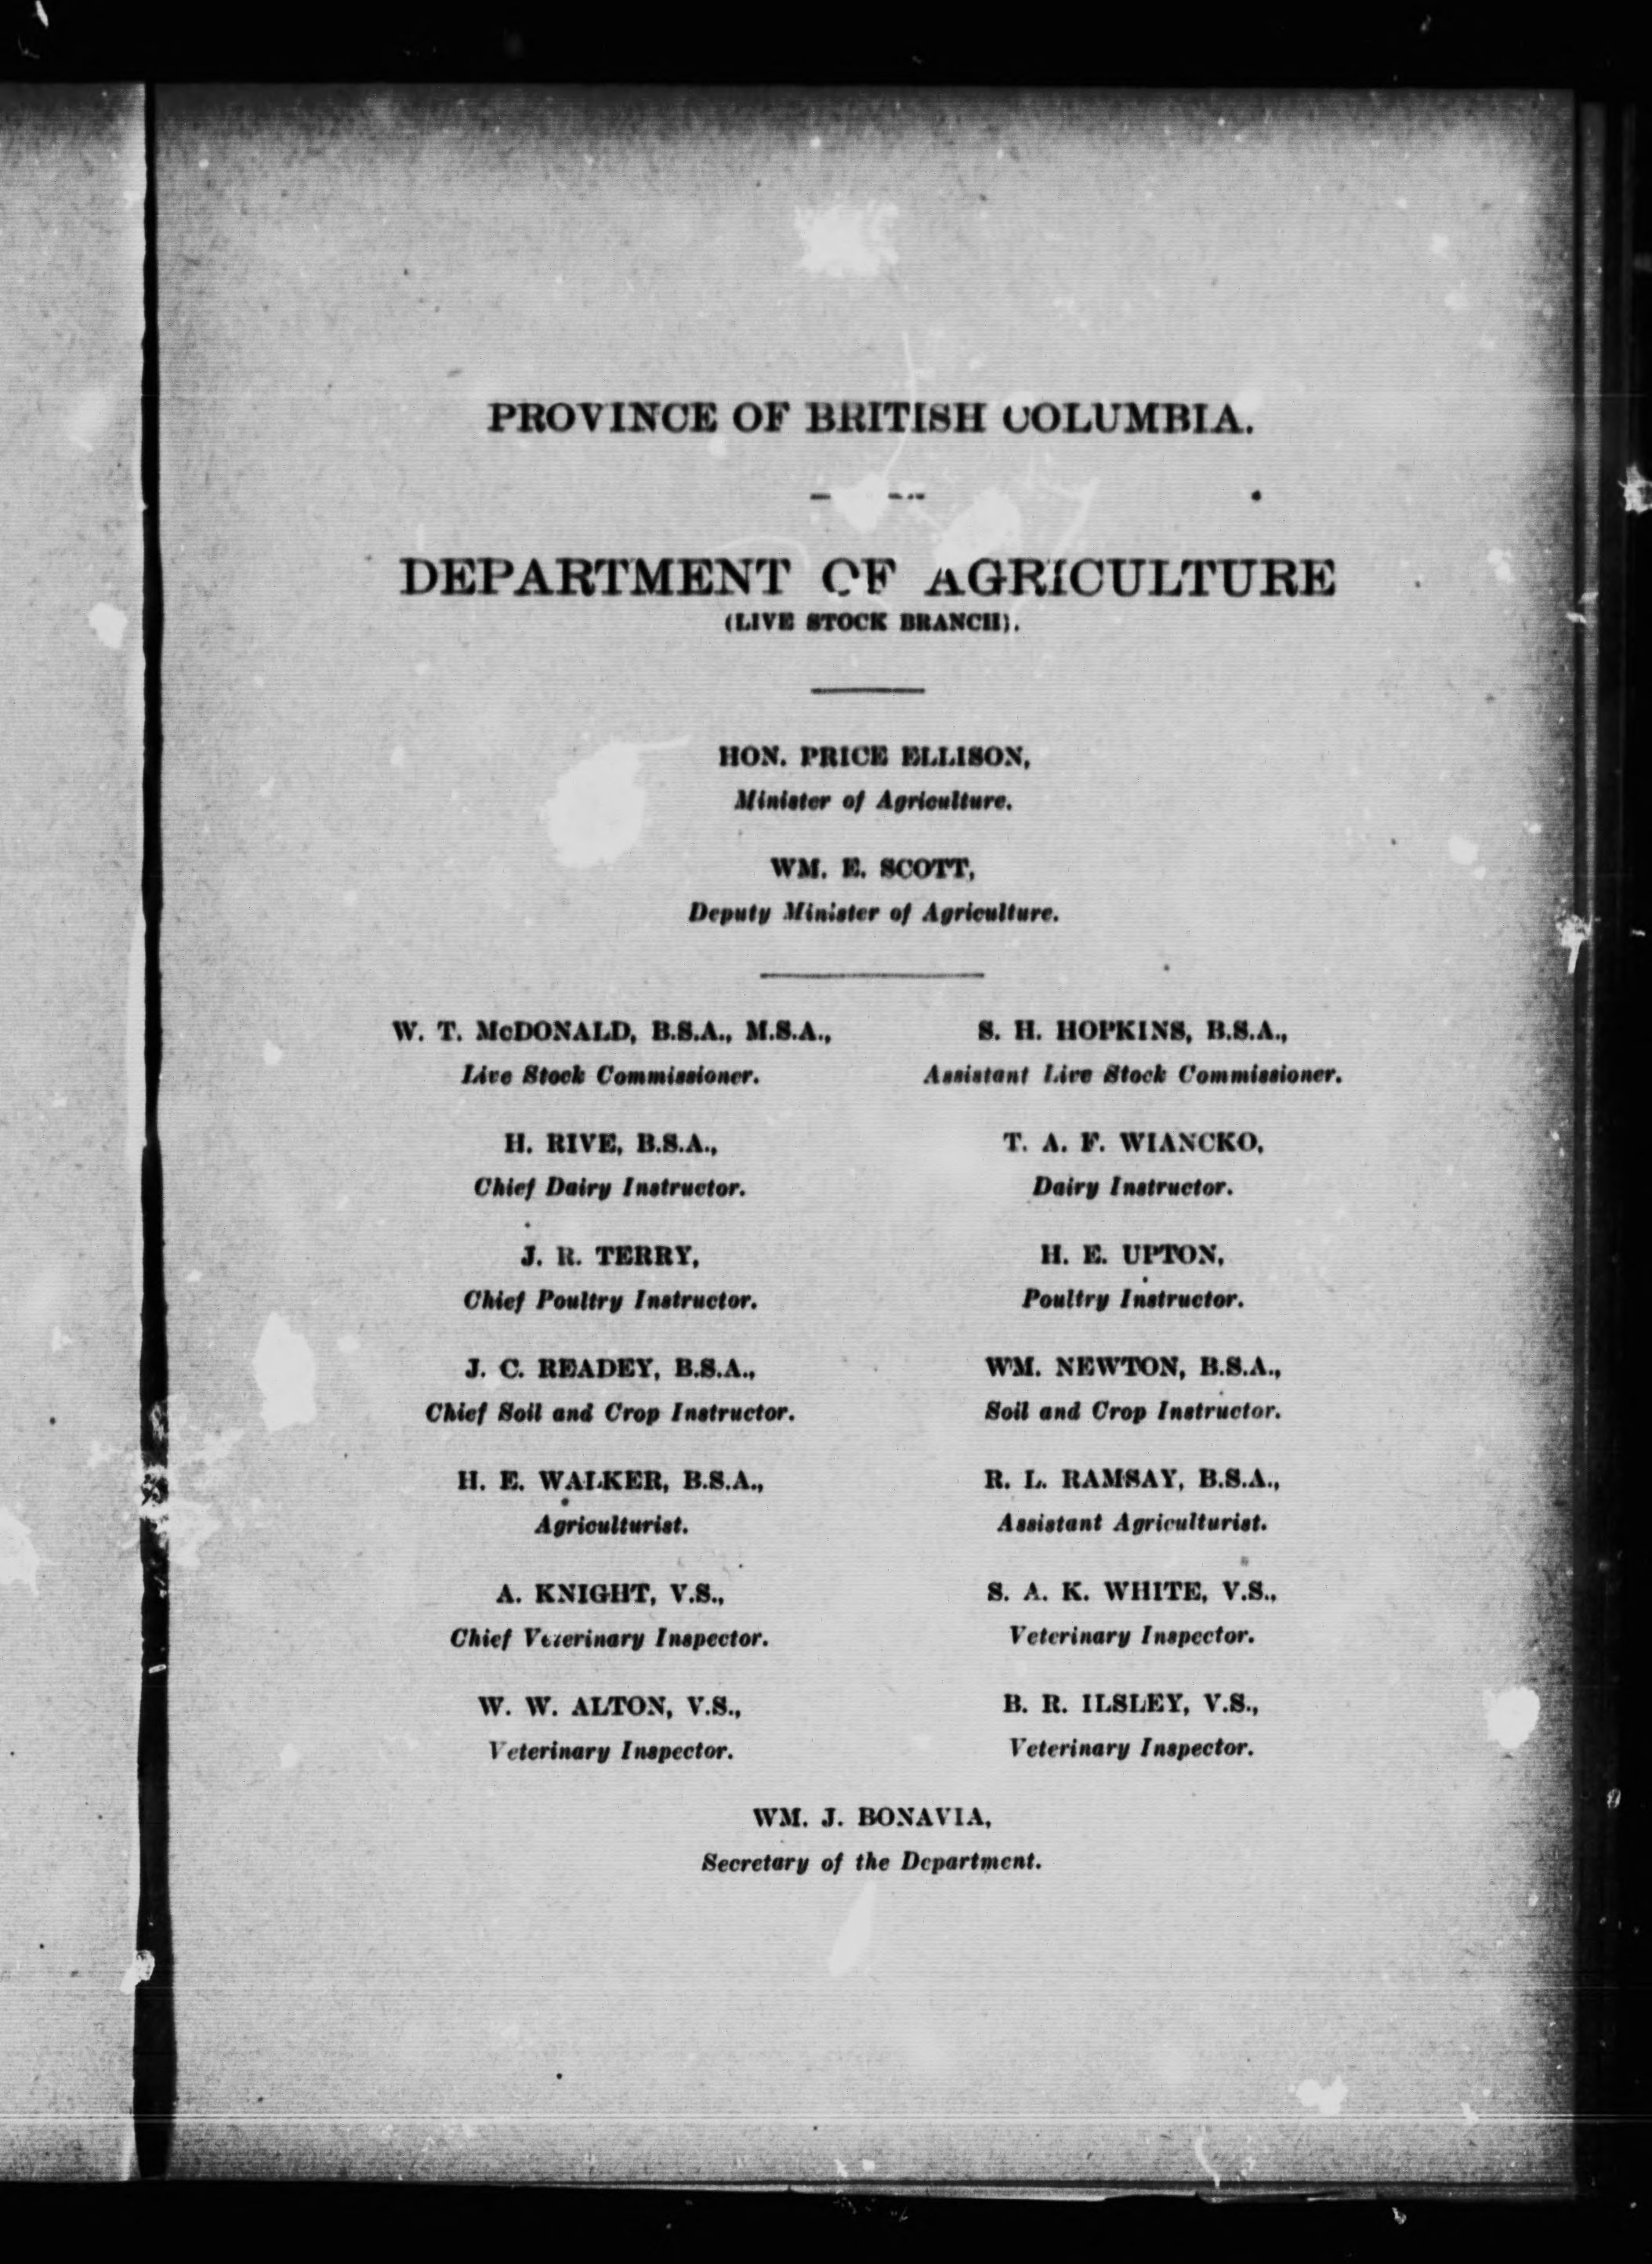 PROVINCE OF BRITISH COLUMBIA.
DEPARTMENT OF AGRICULTURE
(LIVE STOCK BRANCH).
HON. PRICE ELLISON,
Minister of Agriculture.
WM. E. SCOTT,
Deputy Minister of Agriculture.
W. T. McDONALD, B.S.A., M.S.A.,
Live Stock Commissioner.
S. H. HOPKINS, B.S.A.,
Assistant Live Stock Commissioner.
H. RIVE, B.S.A.,
Chief Dairy Instructor.
T. A. F. WIANCKO,
Dairy Instructor.
J. R. TERRY,
Chief Poultry Instructor.
H. E. UPTON,
Poultry Instructor.
J. C. READEY, B.S.A.,
Chief Soil and Crop Instructor.
WM. NEWTON, B.S.A.,
Soil and Crop Instructor.
H. E. WALKER, B.S.A.,
Agriculturist.
R. L. RAMSAY, B.S.A.,
Assistant Agriculturist.
A. KNIGHT, V.S.,
Chief Veterinary Inspector.
S. A. K. WHITE, V.S.,
Veterinary Inspector.
W. W. ALTON, V.S.,
Veterinary Inspector.
B. R. ILSLEY, V.S.,
Veterinary Inspector.
WM. J. BONAVIA,
Secretary of the Department.